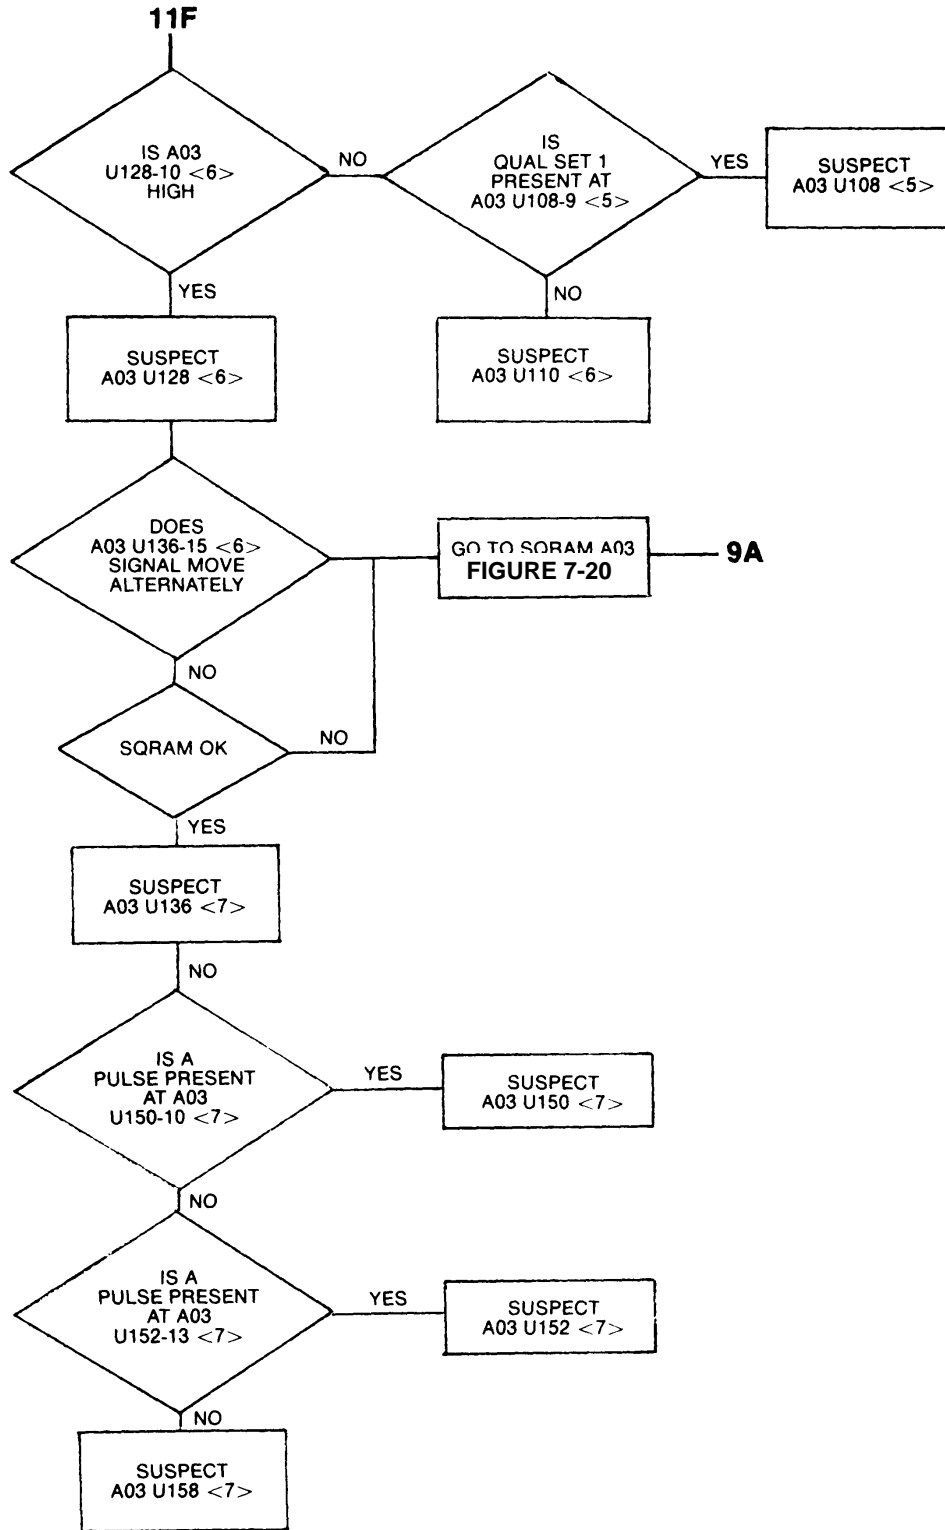 11F
IS A03
U128-10 <6>
HIGH
NO
IS
QUAL SET 1
PRESENT AT
A03 U108-9 <5>
YES
SUSPECT
A03 U108 <5>
YES
SUSPECT
A03 U128 <6>
NO
SUSPECT
A03 U110 <6>
DOES
A03 U136-15 <6>
SIGNAL MOVE
ALTERNATELY
GO TO SQRAM A03
FIGURE 7-20
9A
NO
SQRAM OK
NO
YES
SUSPECT
A03 U136 <7>
NO
IS A
PULSE PRESENT
AT A03
U150-10 <7>
YES
SUSPECT
A03 U150 <7>
NO
IS A
PULSE PRESENT
AT A03
U152-13 <7>
YES
SUSPECT
A03 U152 <7>
NO
SUSPECT
A03 U158 <7>